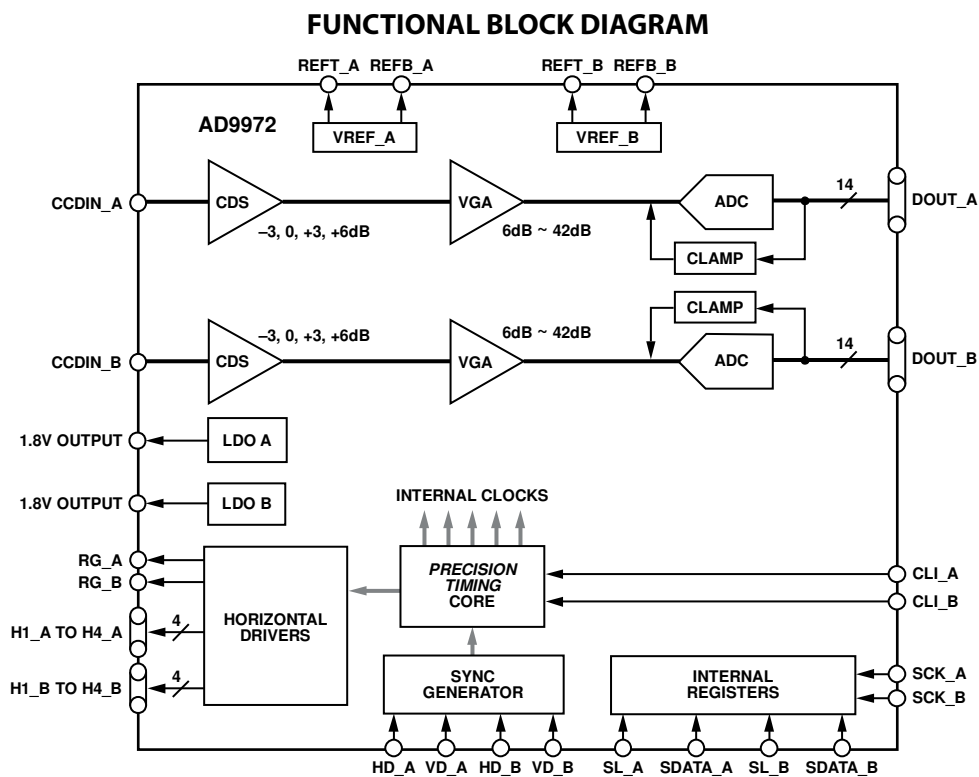 FUNCTIONAL BLOCK DIAGRAM
REFT_A REFB_A REFT_B REFB_B
AD9972
VREF_A VREF_B
CCDIN_A CDS VGA ADC 14 DOUT_A
–3, 0, +3, +6dB 6dB ~ 42dB
CLAMP
CLAMP
–3, 0, +3, +6dB 6dB ~ 42dB
CCDIN_B CDS VGA ADC 14 DOUT_B
1.8V OUTPUT LDO A
1.8V OUTPUT LDO B
INTERNAL CLOCKS
RG_A
RG_B
H1_A TO H4_A 4
H1_B TO H4_B 4
HORIZONTAL
DRIVERS
PRECISION
TIMING
CORE
CLI_A
CLI_B
SYNC
GENERATOR
INTERNAL
REGISTERS
SCK_A
SCK_B
HD_A VD_A HD_B VD_B SL_A SDATA_A SL_B SDATA_B